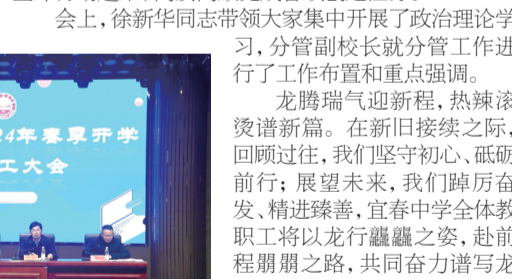 会上，徐新华同志带领大家集中开展了政治理论学
习，分管副校长就分管工作进
行了工作布置和重点强调。
龙腾瑞气迎新程，热辣滚
烫谱新篇。在新旧接续之际，
回顾过往，我们坚守初心、砥砺
前行；展望未来，我们踔厉奋
发、精进臻善，宜春中学全体教
职工将以龙行龘龘之姿，赴前
程朤朤之路，共同奋力谱写龙
24年春季开学
工大会